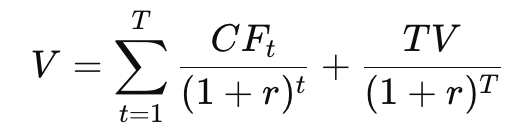 V = \sum_{t=1}^{T} \frac{CF_t}{(1+r)^t} + \frac{TV}{(1+r)^T}